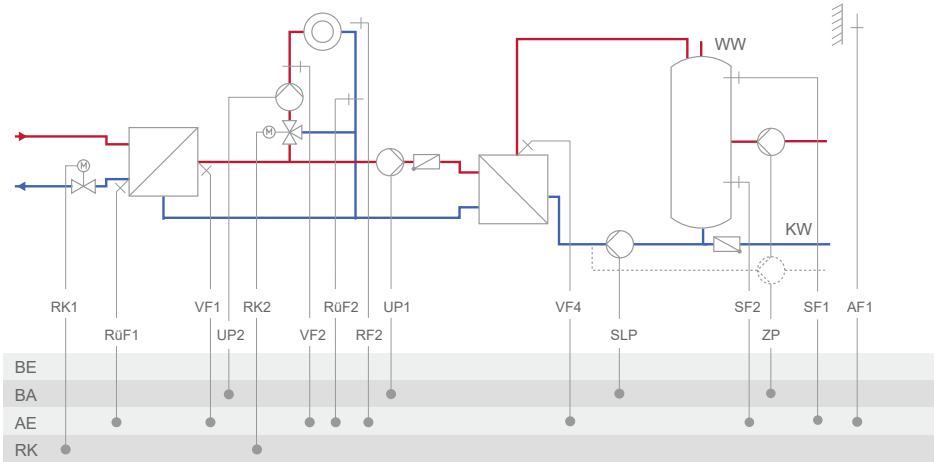 WW
M
M
KW
RK1 VF1 RK2 RüF2 UP1 VF4 SF2 SF1 AF1
RüF1 UP2 VF2 RF2 SLP ZP
BE
BA
AE
RK